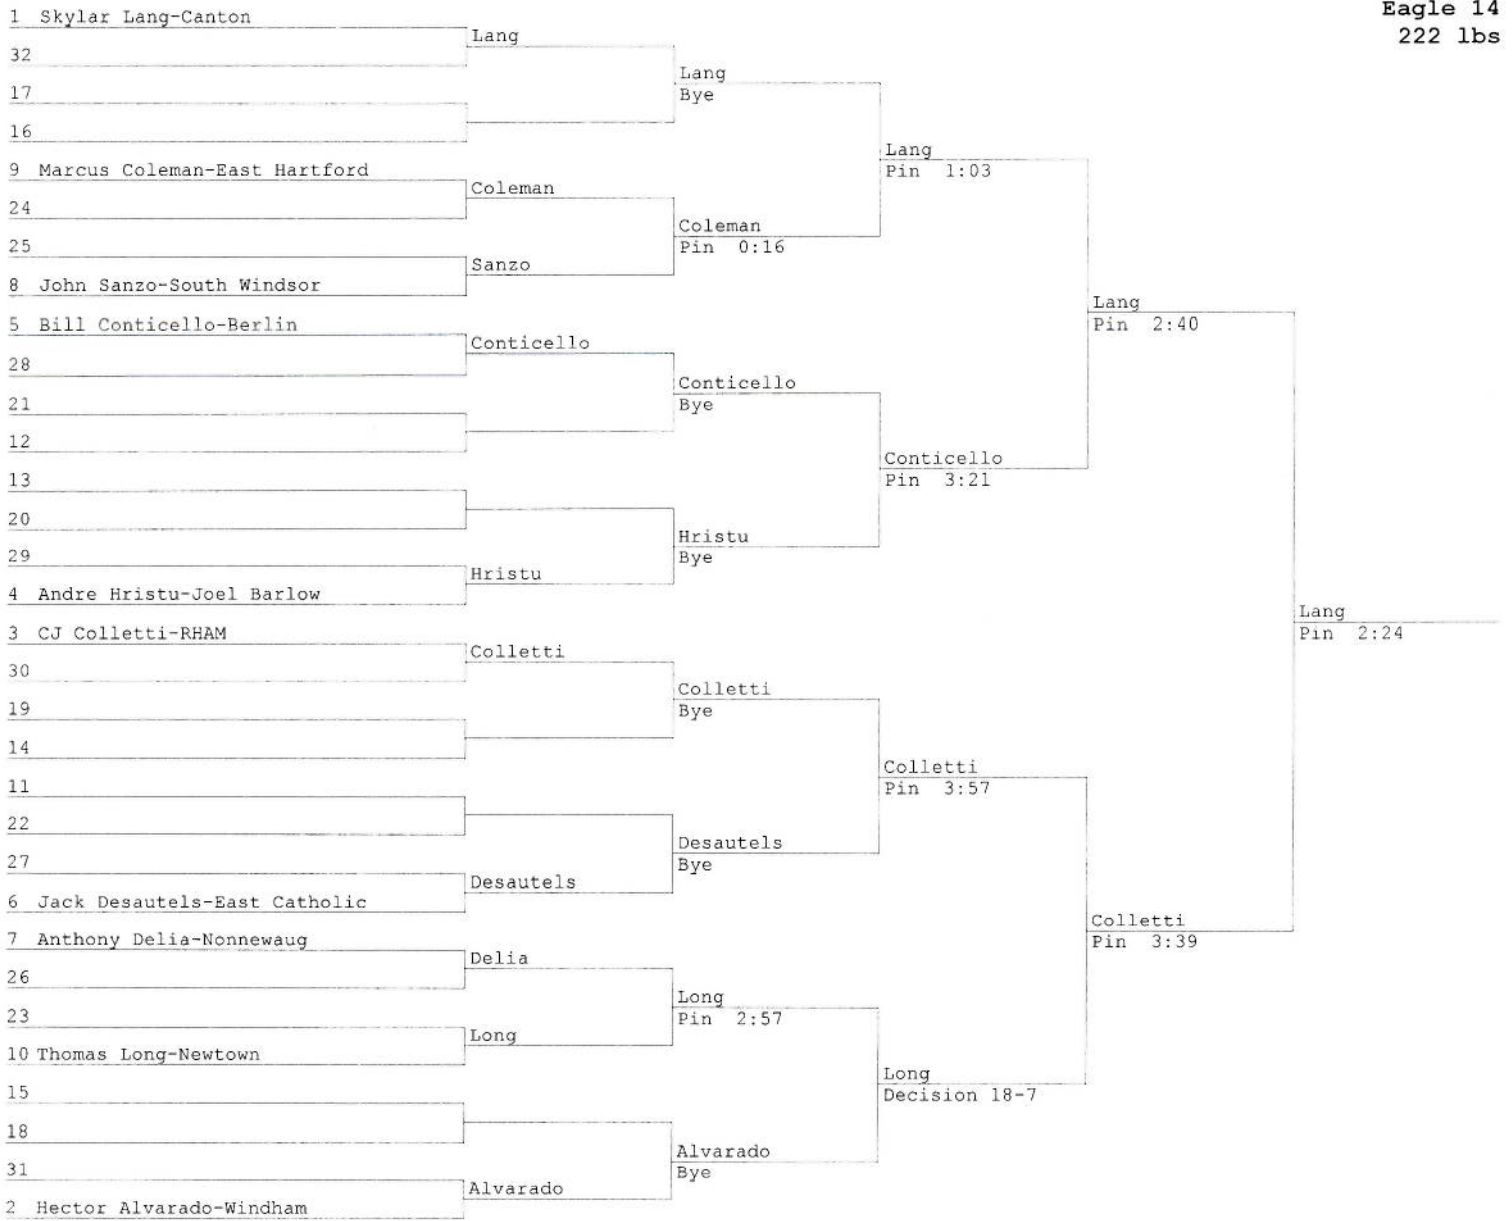 Eagle 14
222 lbs
1 Skylar Lang-Canton
32
17
16
9 Marcus Coleman-East Hartford
24
25
8 John Sanzo-South Windsor
5 Bill Conticello-Berlin
28
21
12
13
20
29
4 Andre Hristu-Joel Barlow
3 CJ Colletti-RHAM
30
19
14
11
22
27
6 Jack Desautels-East Catholic
7 Anthony Delia-Nonnewaug
26
23
10 Thomas Long-Newtown
15
18
31
2 Hector Alvarado-Windham
Lang
Coleman
Sanzo
Conticello
Hristu
Colletti
Desautels
Delia
Long
Alvarado
Lang
Bye
Coleman
Pin 0:16
Conticello
Bye
Hristu
Bye
Colletti
Bye
Desautels
Bye
Long
Pin 2:57
Alvarado
Bye
Lang
Pin 1:03
Conticello
Pin 3:21
Colletti
Pin 3:57
Long
Decision 18-7
Lang
Pin 2:40
Colletti
Pin 3:39
Lang
Pin 2:24